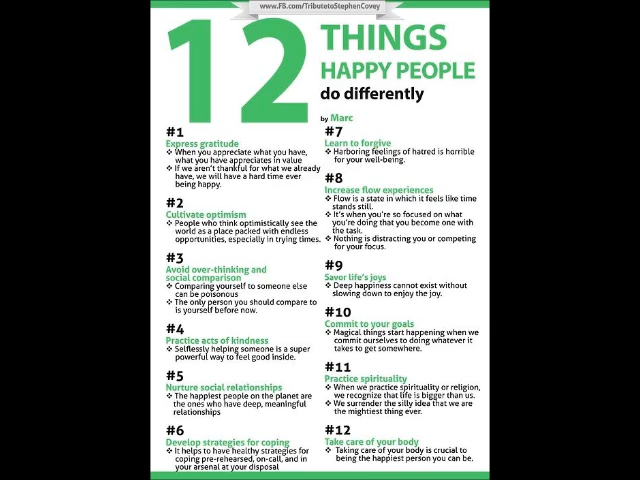 www.FB.com/TributetoStephenCovey
12
THINGS
HAPPY PEOPLE
do differently
by Marc
#1
Express gratitude
❖ When you appreciate what you have,
what you have appreciates in value
❖ If we aren't thankful for what we already
have, we will have a hard time ever
being happy.
#2
Cultivate optimism
❖ People who think optimistically see the
world as a place packed with endless
opportunities, especially in trying times.
#3
Avoid over-thinking and
social comparison
❖ Comparing yourself to someone else
can be poisonous
❖ The only person you should compare to
is yourself before now.
#4
Practice acts of kindness
❖ Selflessly helping someone is a super
powerful way to feel good inside.
#5
Nurture social relationships
❖ The happiest people on the planet are
the ones who have deep, meaningful
relationships
#6
Develop strategies for coping
❖ It helps to have healthy strategies for
coping pre-rehearsed, on-call, and in
your arsenal at your disposal
#7
Learn to forgive
❖ Harboring feelings of hatred is horrible
for your well-being.
#8
Increase flow experiences
❖ Flow is a state in which it feels like time
stands still.
❖ It's when you're so focused on what
you're doing that you become one with
the task.
❖ Nothing is distracting you or competing
for your focus.
#9
Savor life's joys
❖ Deep happiness cannot exist without
slowing down to enjoy the joy.
#10
Commit to your goals
❖ Magical things start happening when we
commit ourselves to doing whatever it
takes to get somewhere.
#11
Practice spirituality
❖ When we practice spirituality or religion,
we recognize that life is bigger than us.
❖ We surrender the silly idea that we are
the mightiest thing ever.
#12
Take care of your body
❖ Taking care of your body is crucial to
being the happiest person you can be.